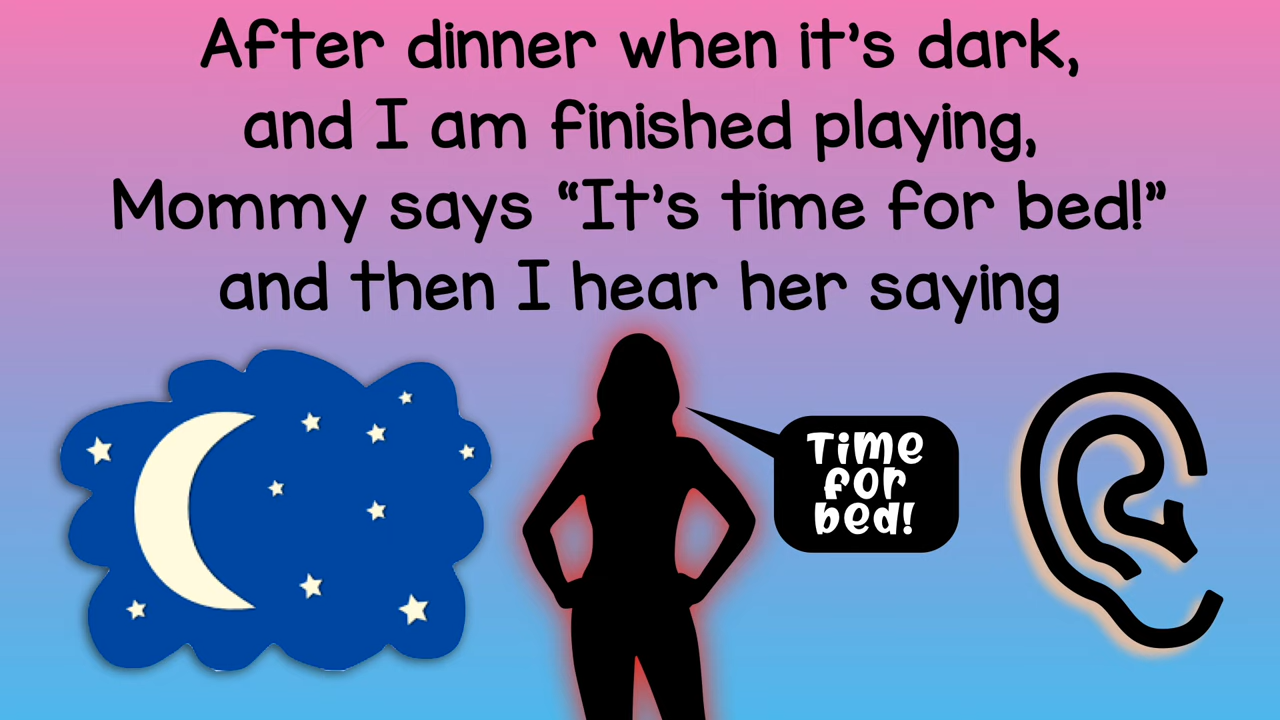 After dinner when it’s dark,
and I am finished playing,
Mommy says “It’s time for bed!”
and then I hear her saying
Time
for
bed!